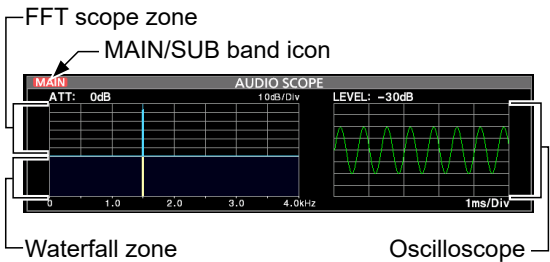 FFT scope zone
MAIN/SUB band icon
MAIN
AUDIO SCOPE
ATT: 0dB
10dB/Div
LEVEL: -30dB
0 1.0 2.0 3.0 4.0kHz
1ms/Div
Waterfall zone
Oscilloscope